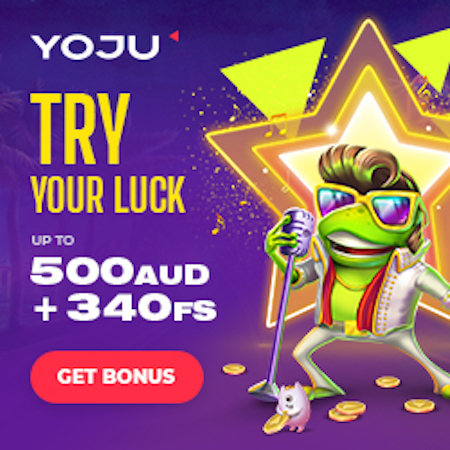 YOJU
TRY
YOUR LUCK
UP TO
500AUD
+ 340FS
GET BONUS